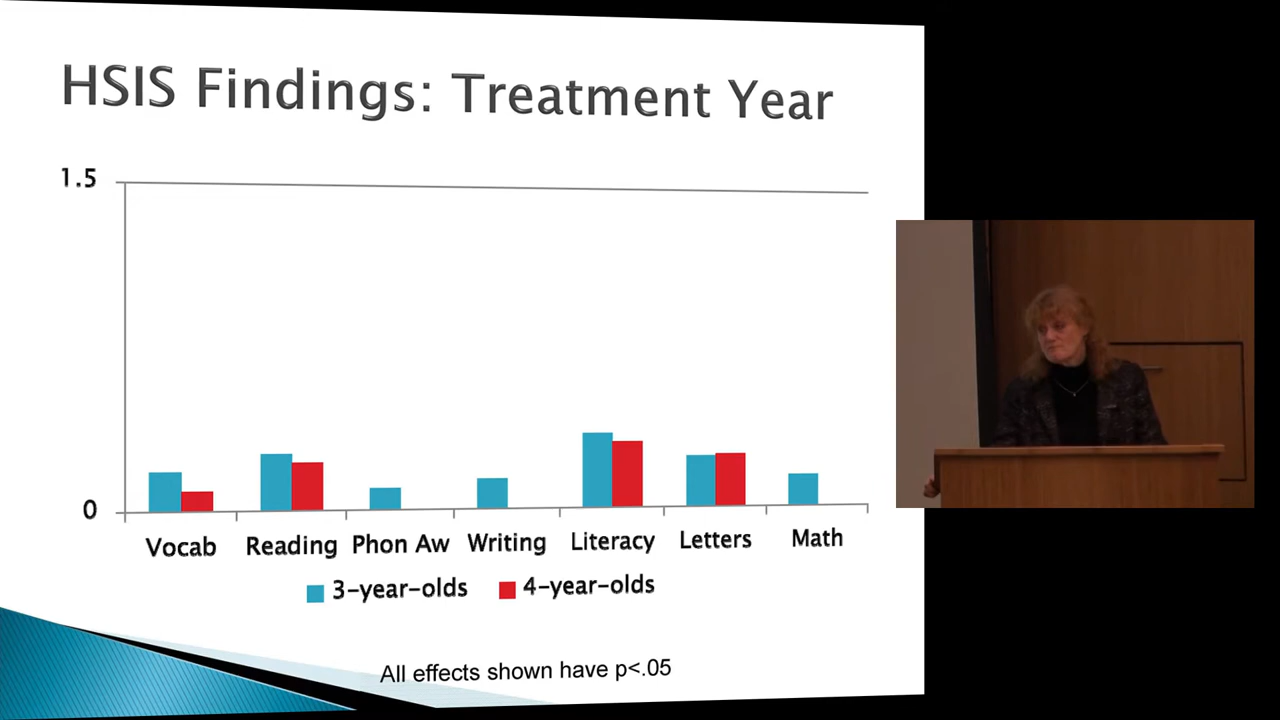 HSIS Findings: Treatment Year
1.5
0
Vocab Reading Phon Aw Writing Literacy Letters Math
3-year-olds 4-year-olds
All effects shown have p<.05